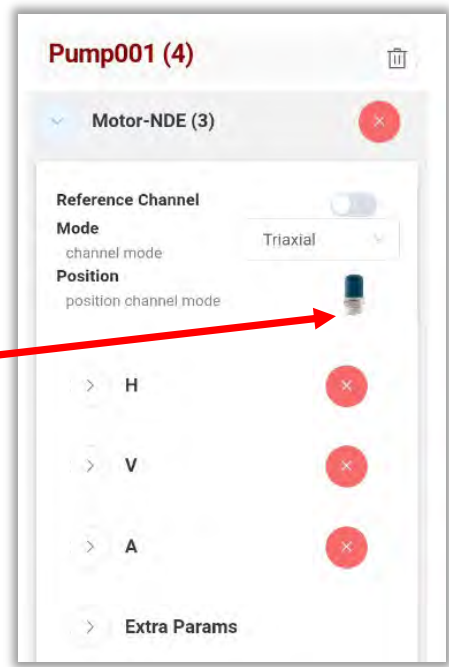 Pump001 (4)
Motor-NDE (3)
Reference Channel
Mode
channel mode
Triaxial
Position
position channel mode
H
V
A
Extra Params